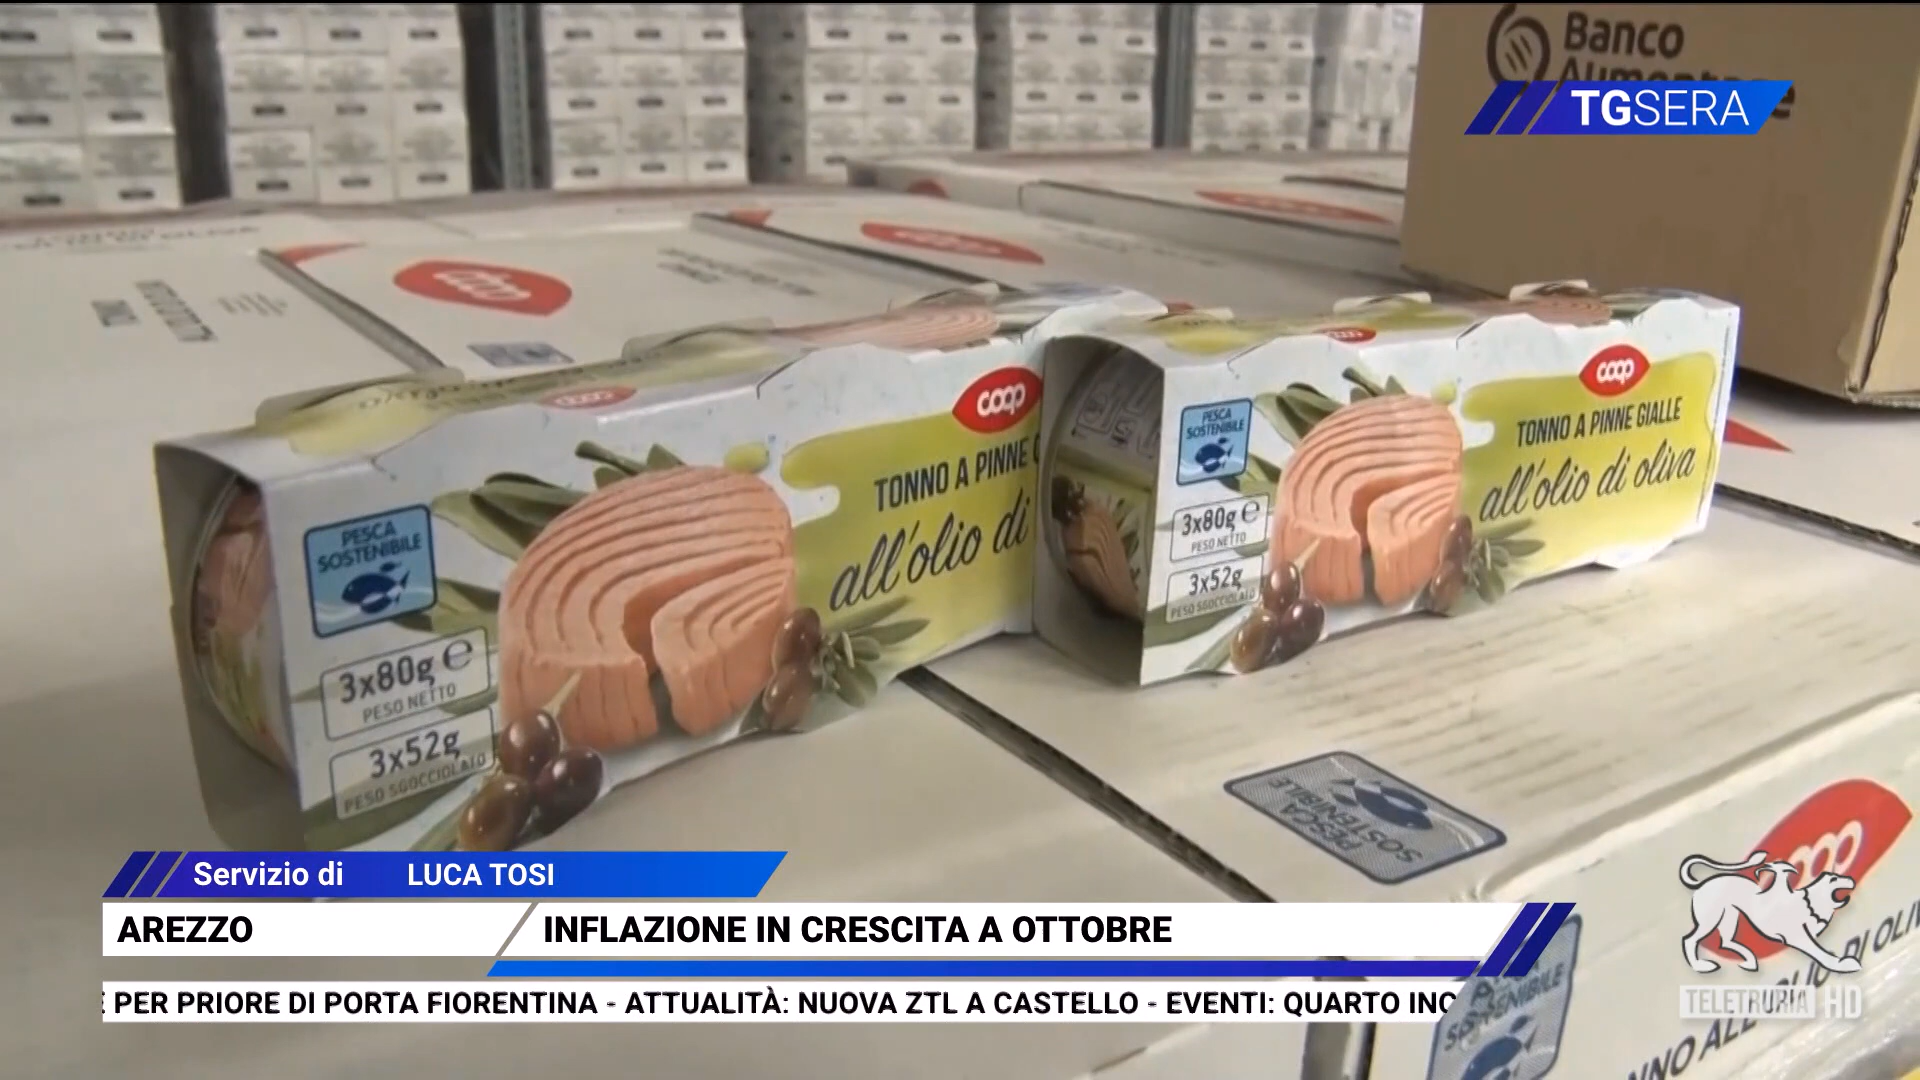 Banco
TGSERA
coop
coop
coop
TONNO A PINNE
all'olio di
PESCA
SOSTENIBILE
3x80g e
PESO NETTO
3x52g
PESO SGOCCIOLATO
coop
TONNO A PINNE GIALLE
all'olio di oliva
PESCA
SOSTENIBILE
3x80g e
PESO NETTO
3x52g
PESO SGOCCIOLATO
PESCA
SOSTENIBILE
Servizio di LUCA TOSI
AREZZO INFLAZIONE IN CRESCITA A OTTOBRE
PER PRIORE DI PORTA FIORENTINA - ATTUALITÀ: NUOVA ZTL A CASTELLO - EVENTI: QUARTO INC
TELETRURIA HD